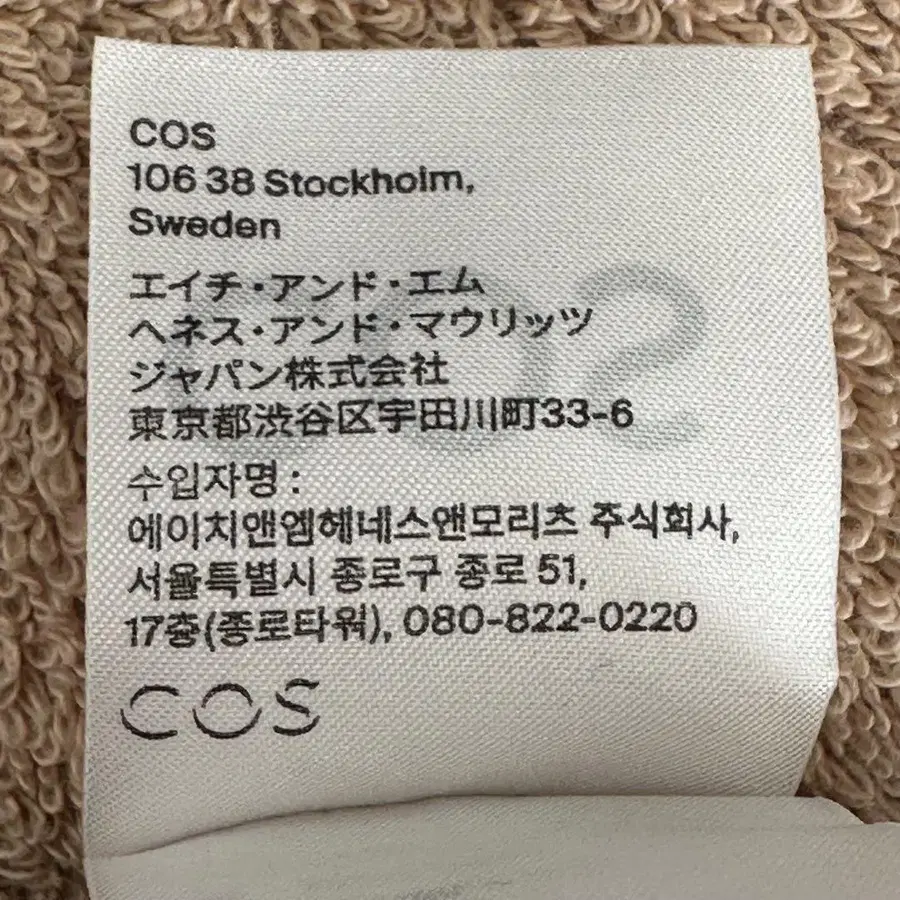 COS
106 38 Stockholm,
Sweden
エイチ・アンド・エム
ヘネス・アンド・マウリッツ
ジャパン株式会社
東京都渋谷区宇田川町33-6
수입자명 :
에이치앤엠헤네스앤모리츠 주식회사,
서울특별시 종로구 종로 51,
17층(종로타워), 080-822-0220
COS